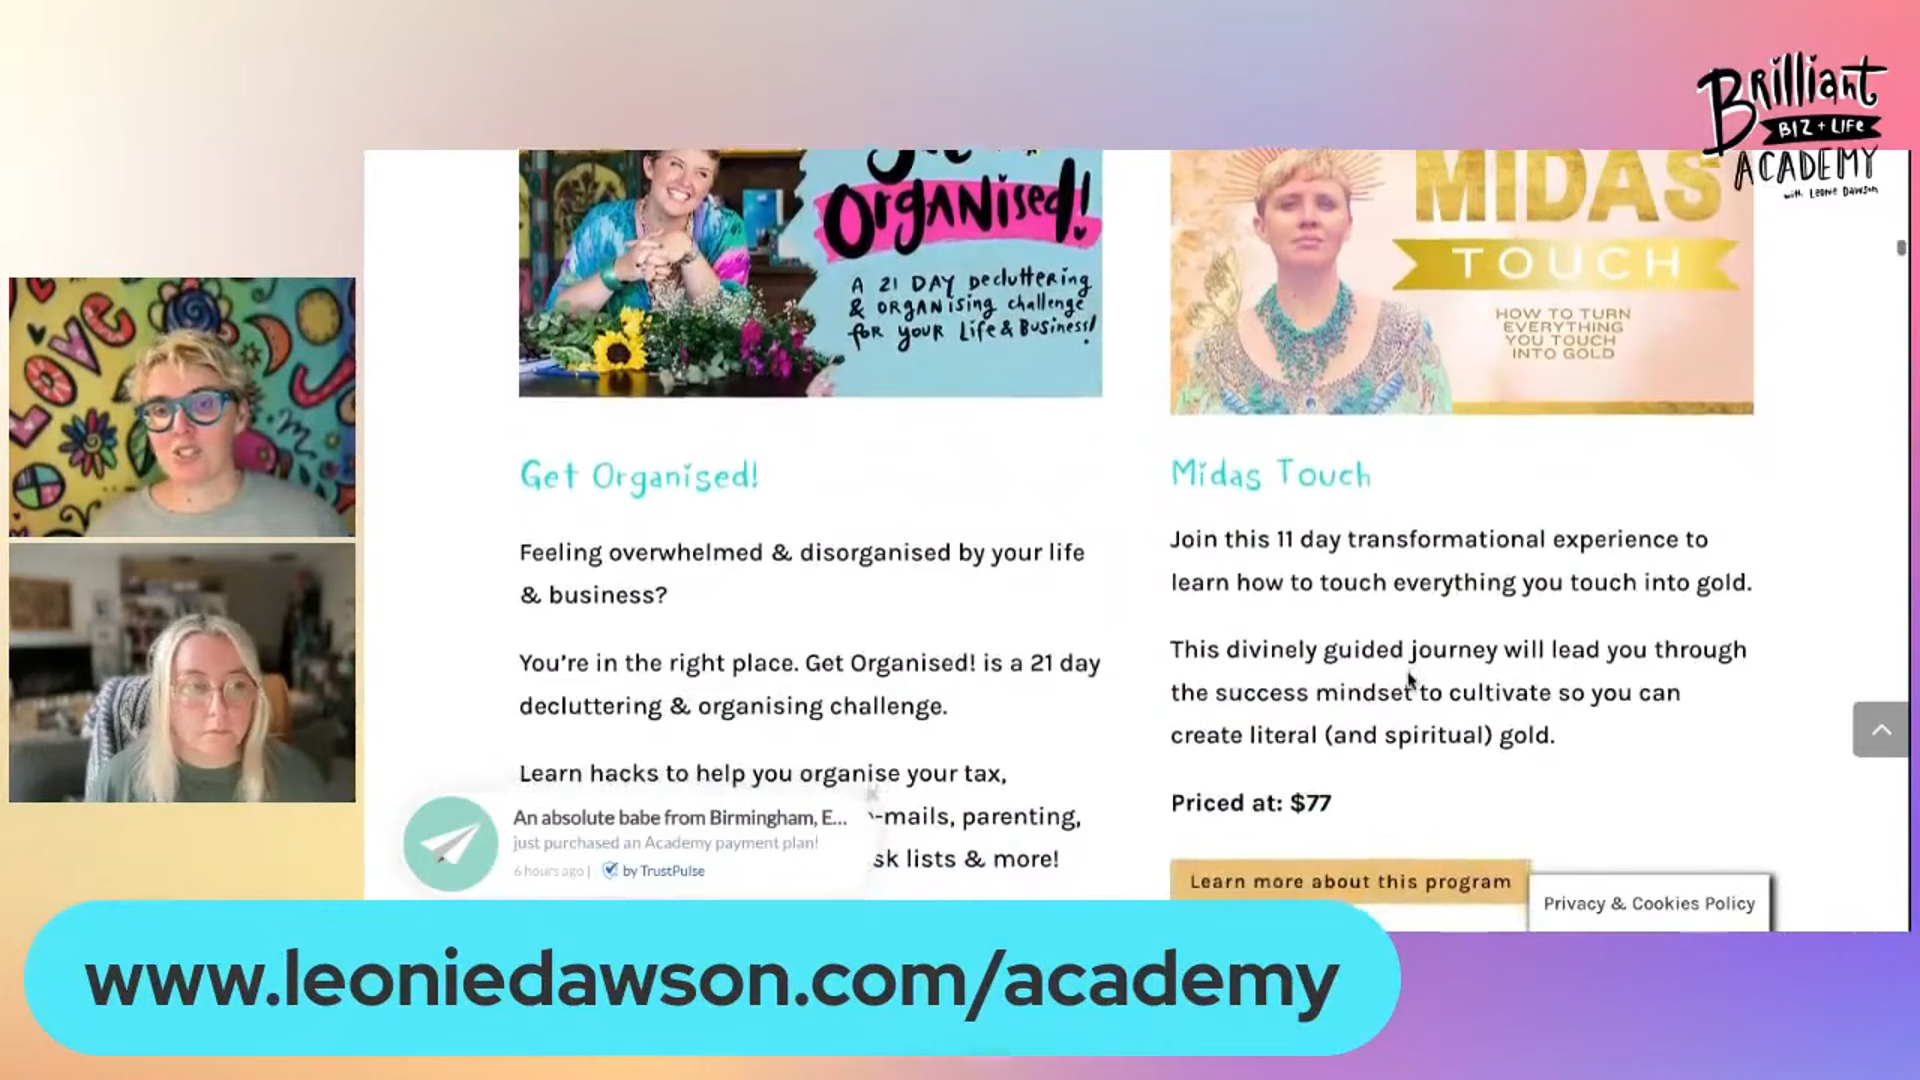 BRILLIANT
BIZ + LIFE
ACADEMY
with Leonie Dawson
LOVE
Get
ORGANISED!
A 21 DAY Decluttering
& ORGANISING challenge
for your Life & Business!
MIDAS
TOUCH
HOW TO TURN
EVERYTHING
YOU TOUCH
INTO GOLD
Get Organised!
Feeling overwhelmed & disorganised by your life
& business?
You're in the right place. Get Organised! is a 21 day
decluttering & organising challenge.
Learn hacks to help you organise your tax,
-mails, parenting,
sk lists & more!
Midas Touch
Join this 11 day transformational experience to
learn how to touch everything you touch into gold.
This divinely guided journey will lead you through
the success mindset to cultivate so you can
create literal (and spiritual) gold.
Priced at: $77
Learn more about this program
Privacy & Cookies Policy
An absolute babe from Birmingham, E...
just purchased an Academy payment plan!
6 hours ago | by TrustPulse
www.leoniedawson.com/academy